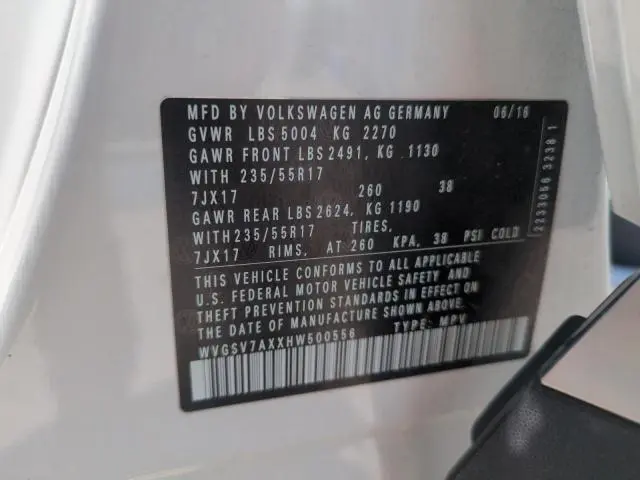 MFD BY VOLKSWAGEN AG GERMANY 06/16
GVWR LBS 5004 KG 2270
GAWR FRONT LBS 2491, KG 1130
WITH 235/55R17
7JX17 260 38
GAWR REAR LBS 2624, KG 1190
WITH 235/55R17 TIRES,
7JX17 RIMS, AT 260 KPA, 38 PSI COLD
THIS VEHICLE CONFORMS TO ALL APPLICABLE
U.S. FEDERAL MOTOR VEHICLE SAFETY AND
THEFT PREVENTION STANDARDS IN EFFECT ON
THE DATE OF MANUFACTURE SHOWN ABOVE.
WVGSV7AXXHW500556 TYPE: MPV
2233056 3238 1